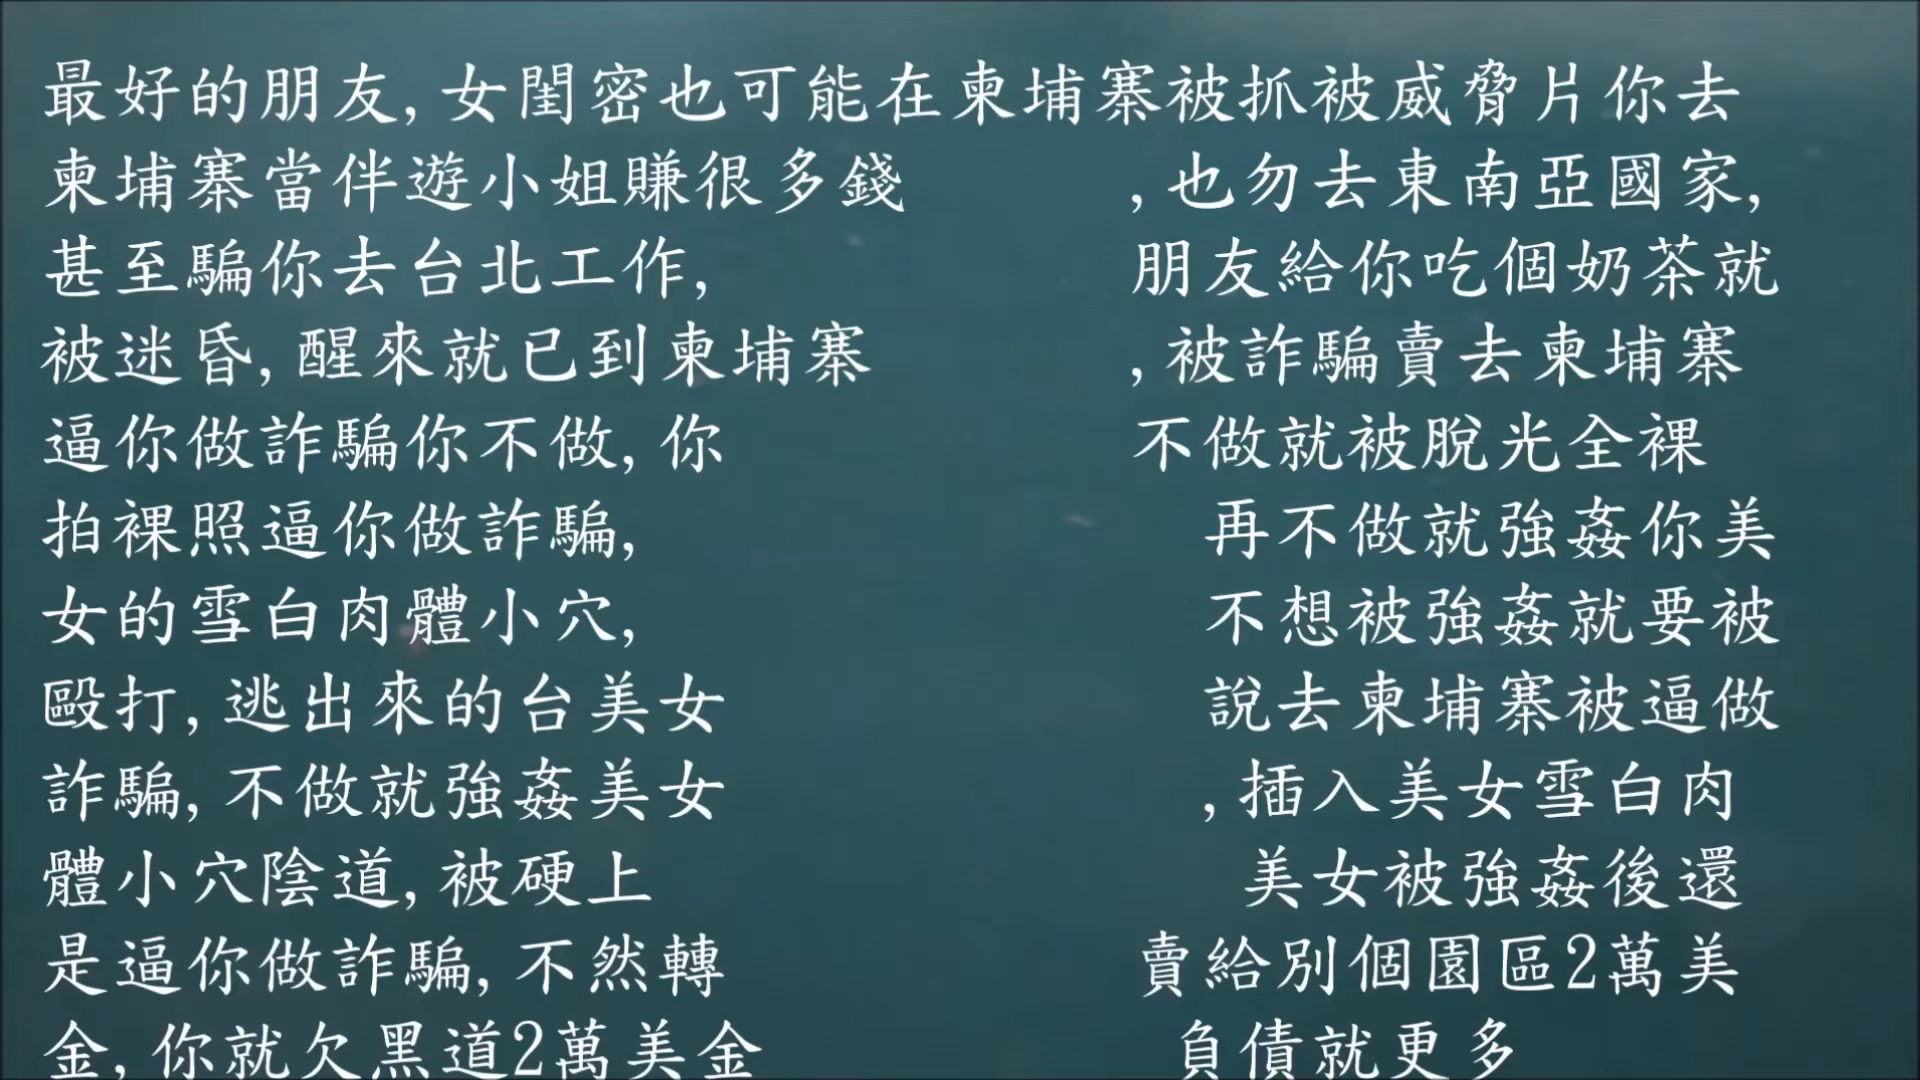 最好的朋友,女閨密也可能在柬埔寨被抓被威脅片你去
柬埔寨當伴遊小姐賺很多錢,也勿去東南亞國家,
甚至騙你去台北工作,朋友給你吃個奶茶就
被迷昏,醒來就已到柬埔寨,被詐騙賣去柬埔寨
逼你做詐騙你不做,你不做就被脫光全裸
拍裸照逼你做詐騙,再不做就強姦你美
女的雪白肉體小穴,不想被強姦就要被
毆打,逃出來的台美女說去柬埔寨被逼做
詐騙,不做就強姦美女,插入美女雪白肉
體小穴陰道,被硬上美女被強姦後還
是逼你做詐騙,不然轉賣給別個園區2萬美
金,你就欠黑道2萬美金負債就更多